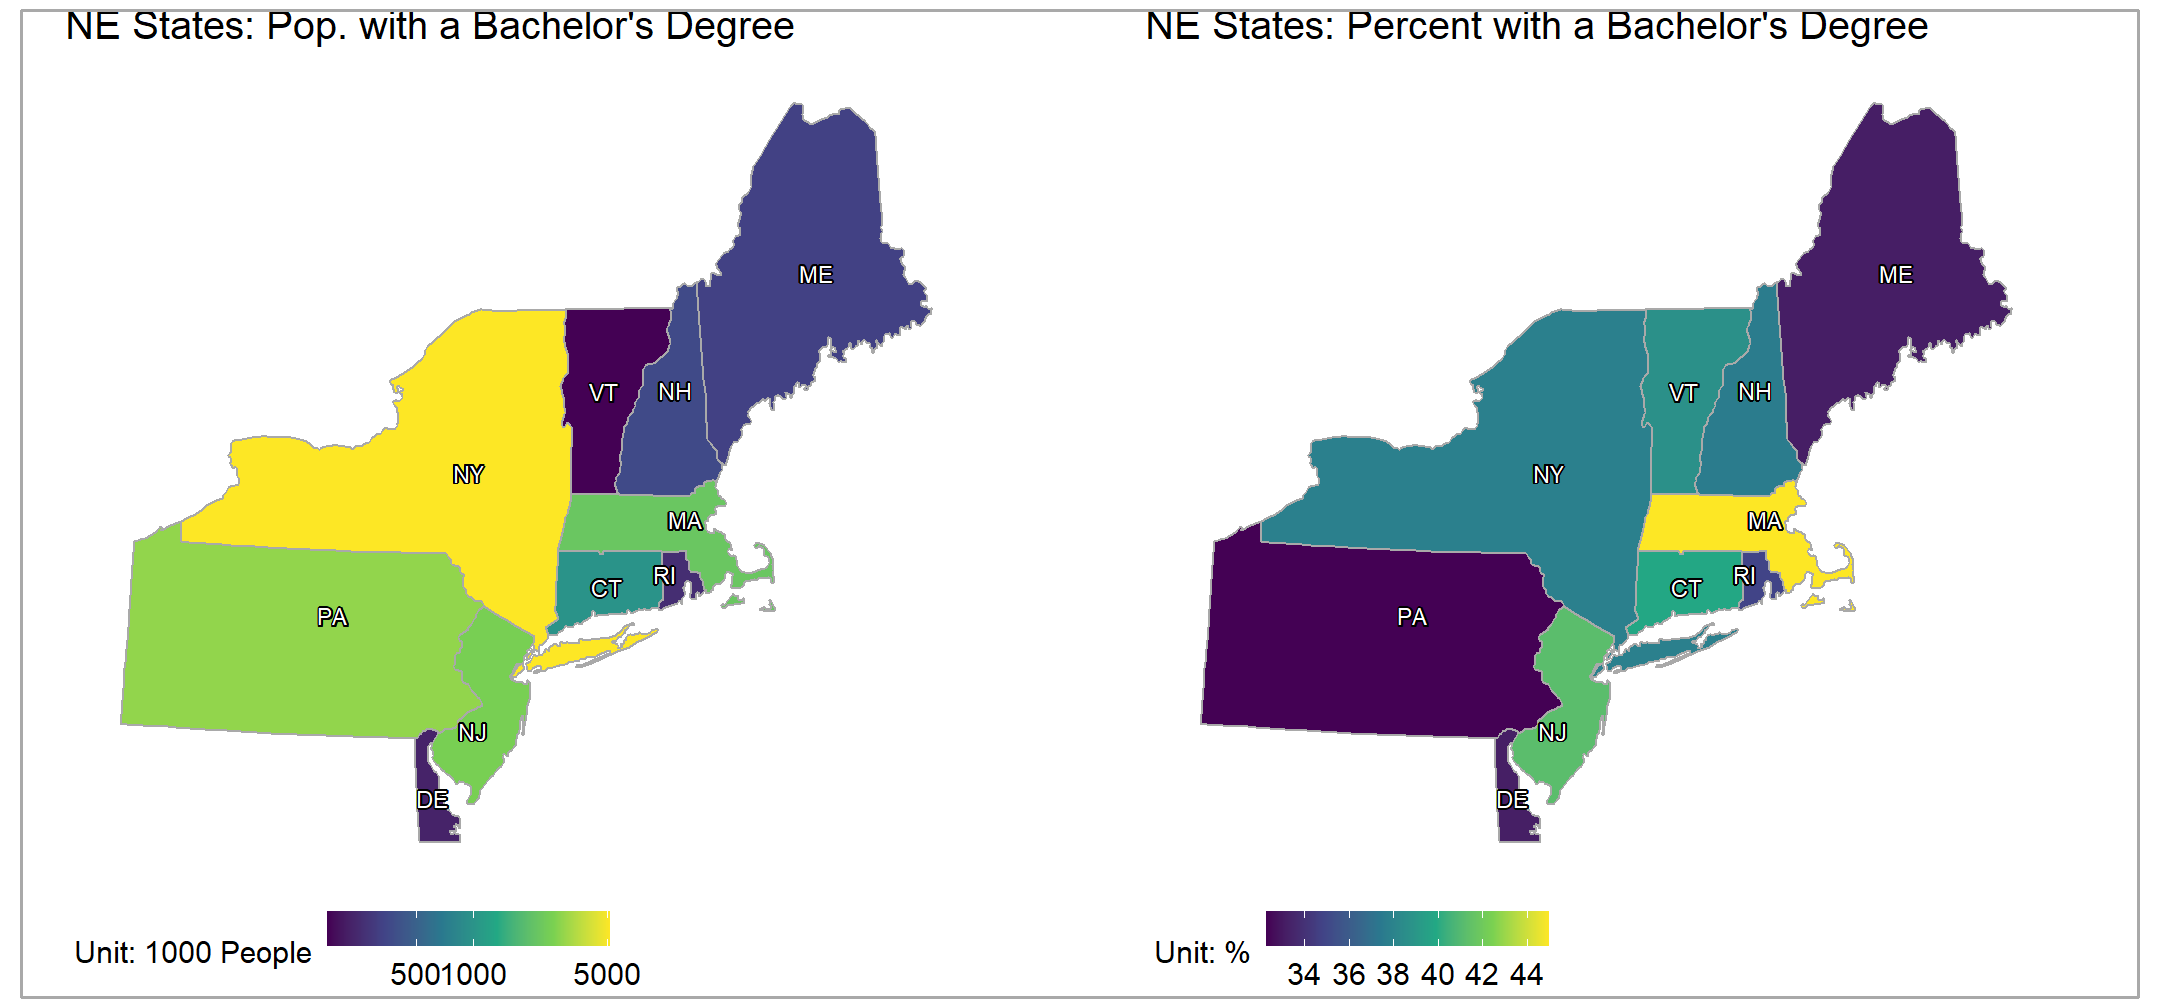 NE States: Pop. with a Bachelor's Degree
ME
VT
NH
NY
MA
CT
RI
PA
NJ
DE
Unit: 1000 People
500 1000 5000
NE States: Percent with a Bachelor's Degree
ME
VT
NH
NY
MA
CT
RI
PA
NJ
DE
Unit: %
34 36 38 40 42 44